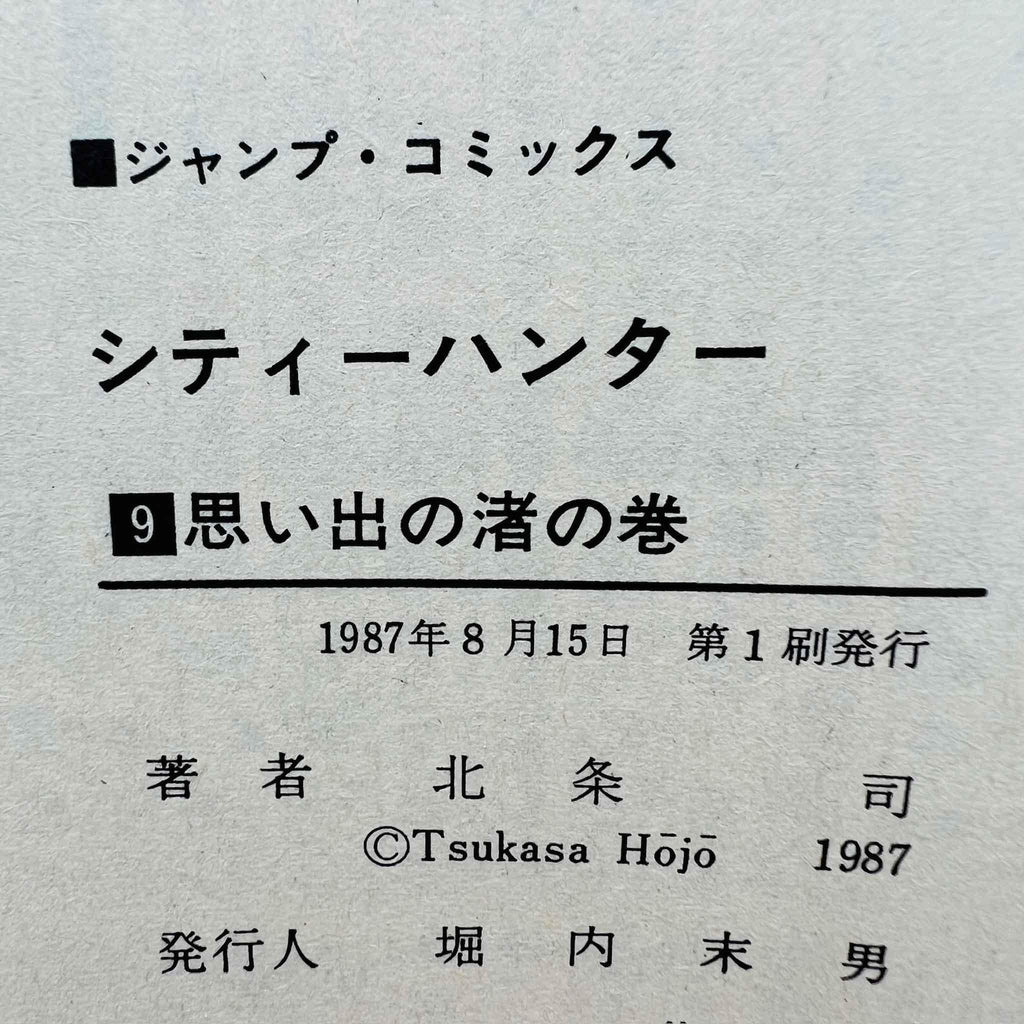 ■ジャンプ・コミックス
シティーハンター
9思い出の渚の巻
1987年8月15日 第1刷発行
著者 北条 司
©Tsukasa Hōjō 1987
発行人 堀内末男